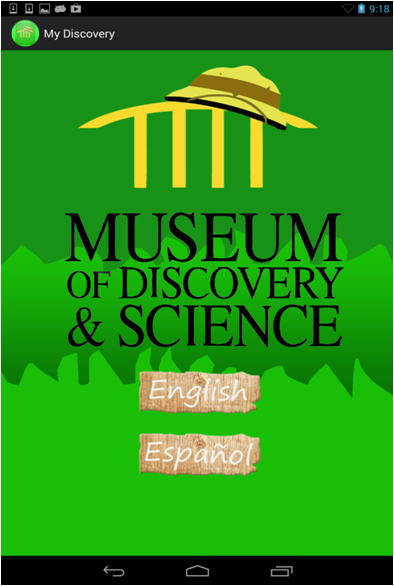 9:18
My Discovery
MUSEUM
OF DISCOVERY
& SCIENCE
English
Español